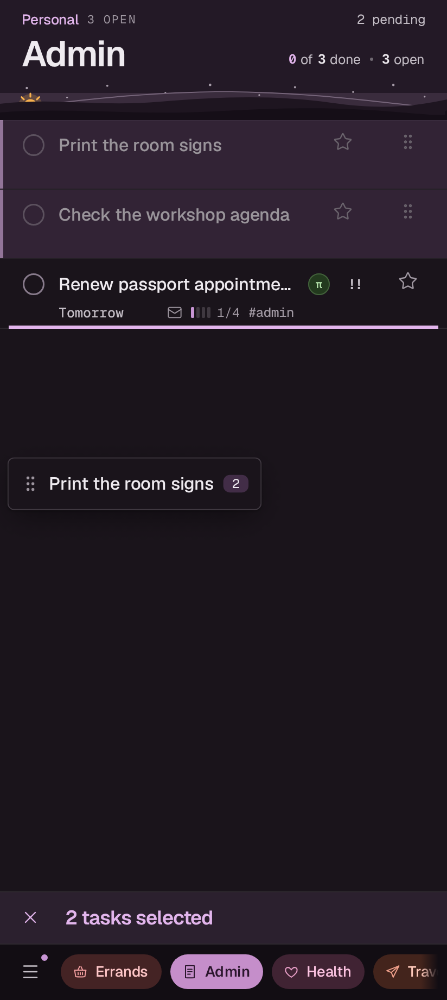 Personal 3 OPEN 2 pending
Admin 0 of 3 done • 3 open
Print the room signs
Check the workshop agenda
Renew passport appointme… π !!
Tomorrow 1/4 #admin
Print the room signs 2
2 tasks selected
Errands Admin Health Trav